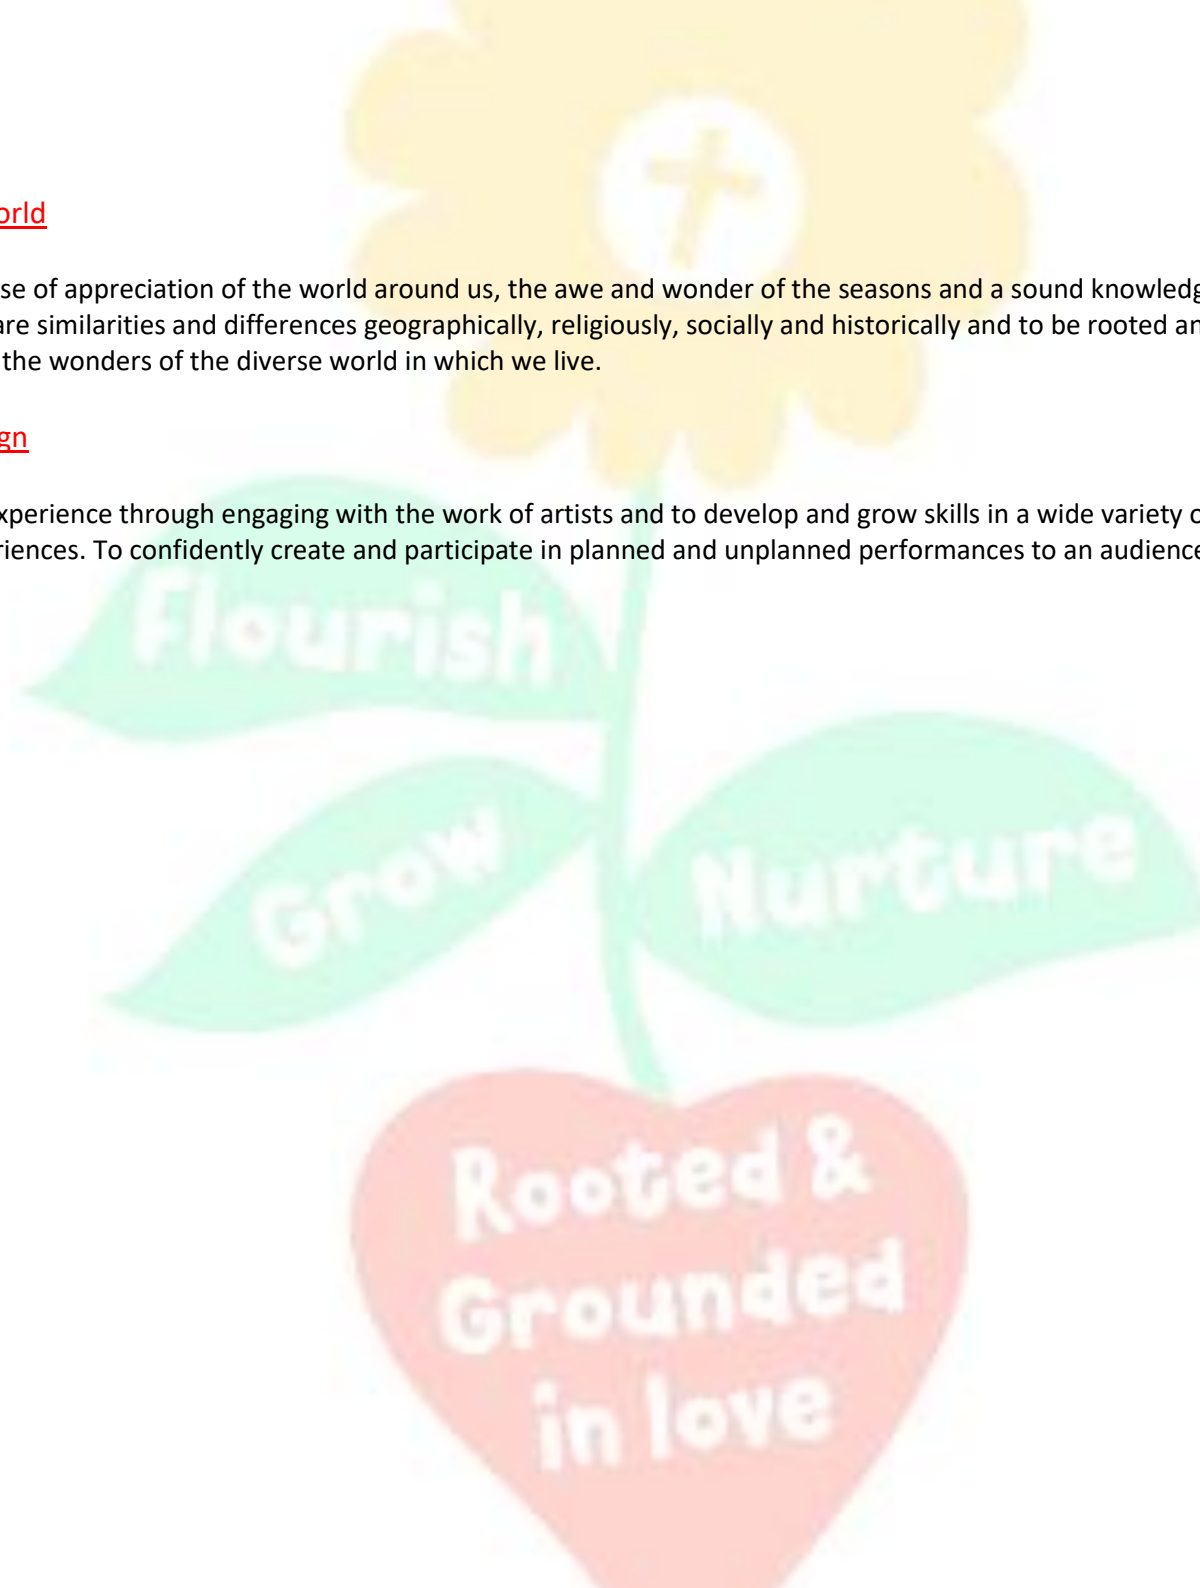 orld
se of appreciation of the world around us, the awe and wonder of the seasons and a sound knowledg
are similarities and differences geographically, religiously, socially and historically and to be rooted an
the wonders of the diverse world in which we live.
gn
xperience through engaging with the work of artists and to develop and grow skills in a wide variety o
riences. To confidently create and participate in planned and unplanned performances to an audience
Flourish
Grow
Nurture
Rooted &
Grounded
in love